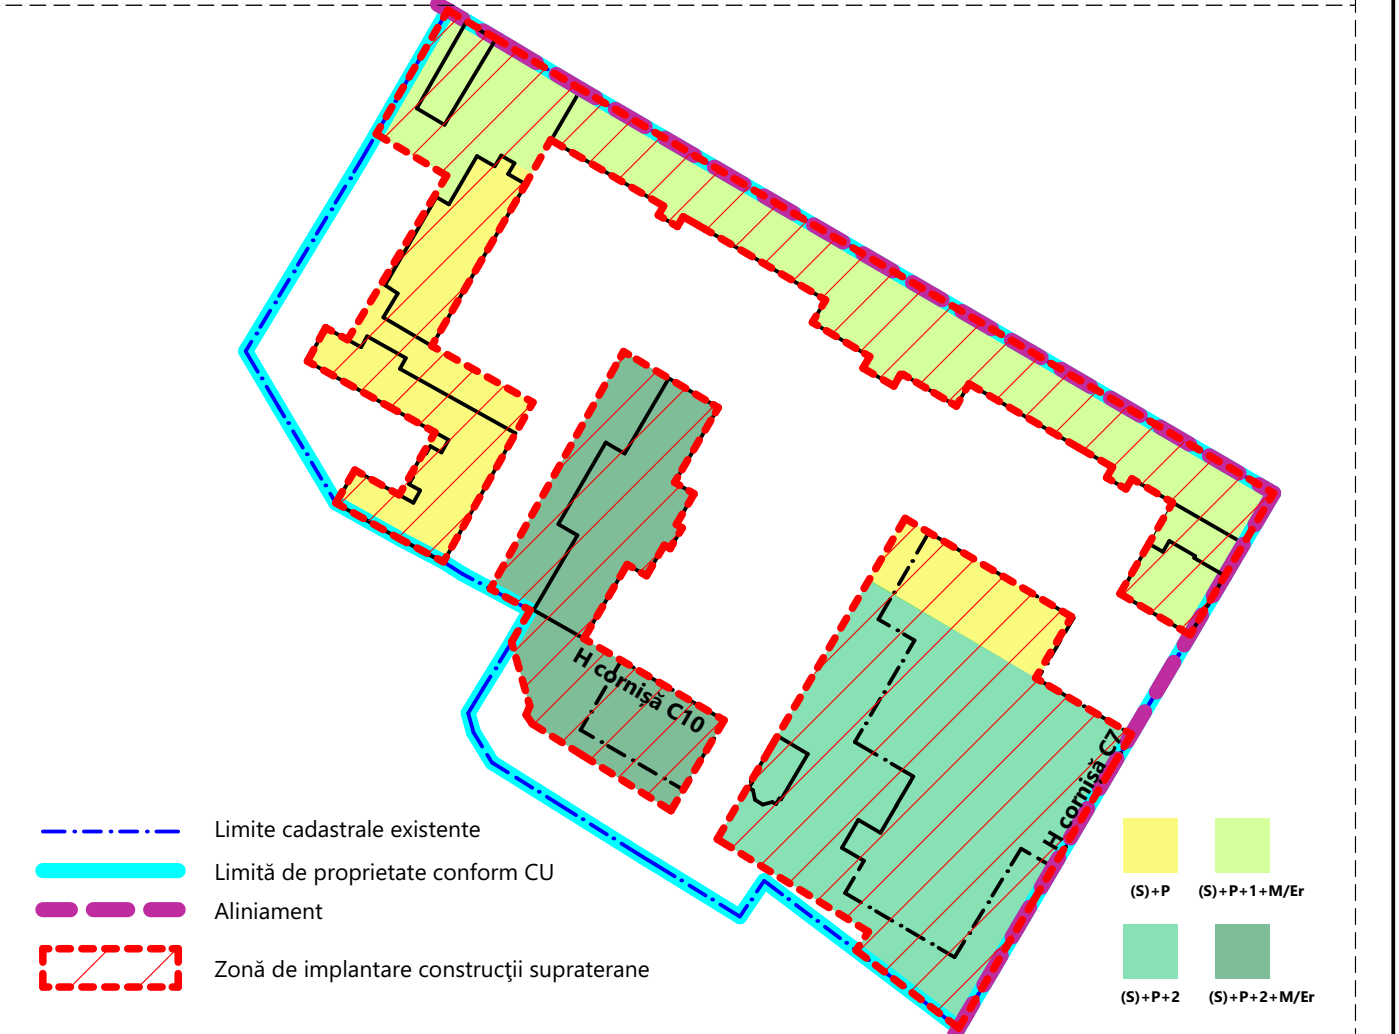 H cornișă C10
H cornișă C7
Limite cadastrale existente
Limită de proprietate conform CU
Aliniament
Zonă de implantare construcţii supraterane
(S)+P
(S)+P+1+M/Er
(S)+P+2
(S)+P+2+M/Er